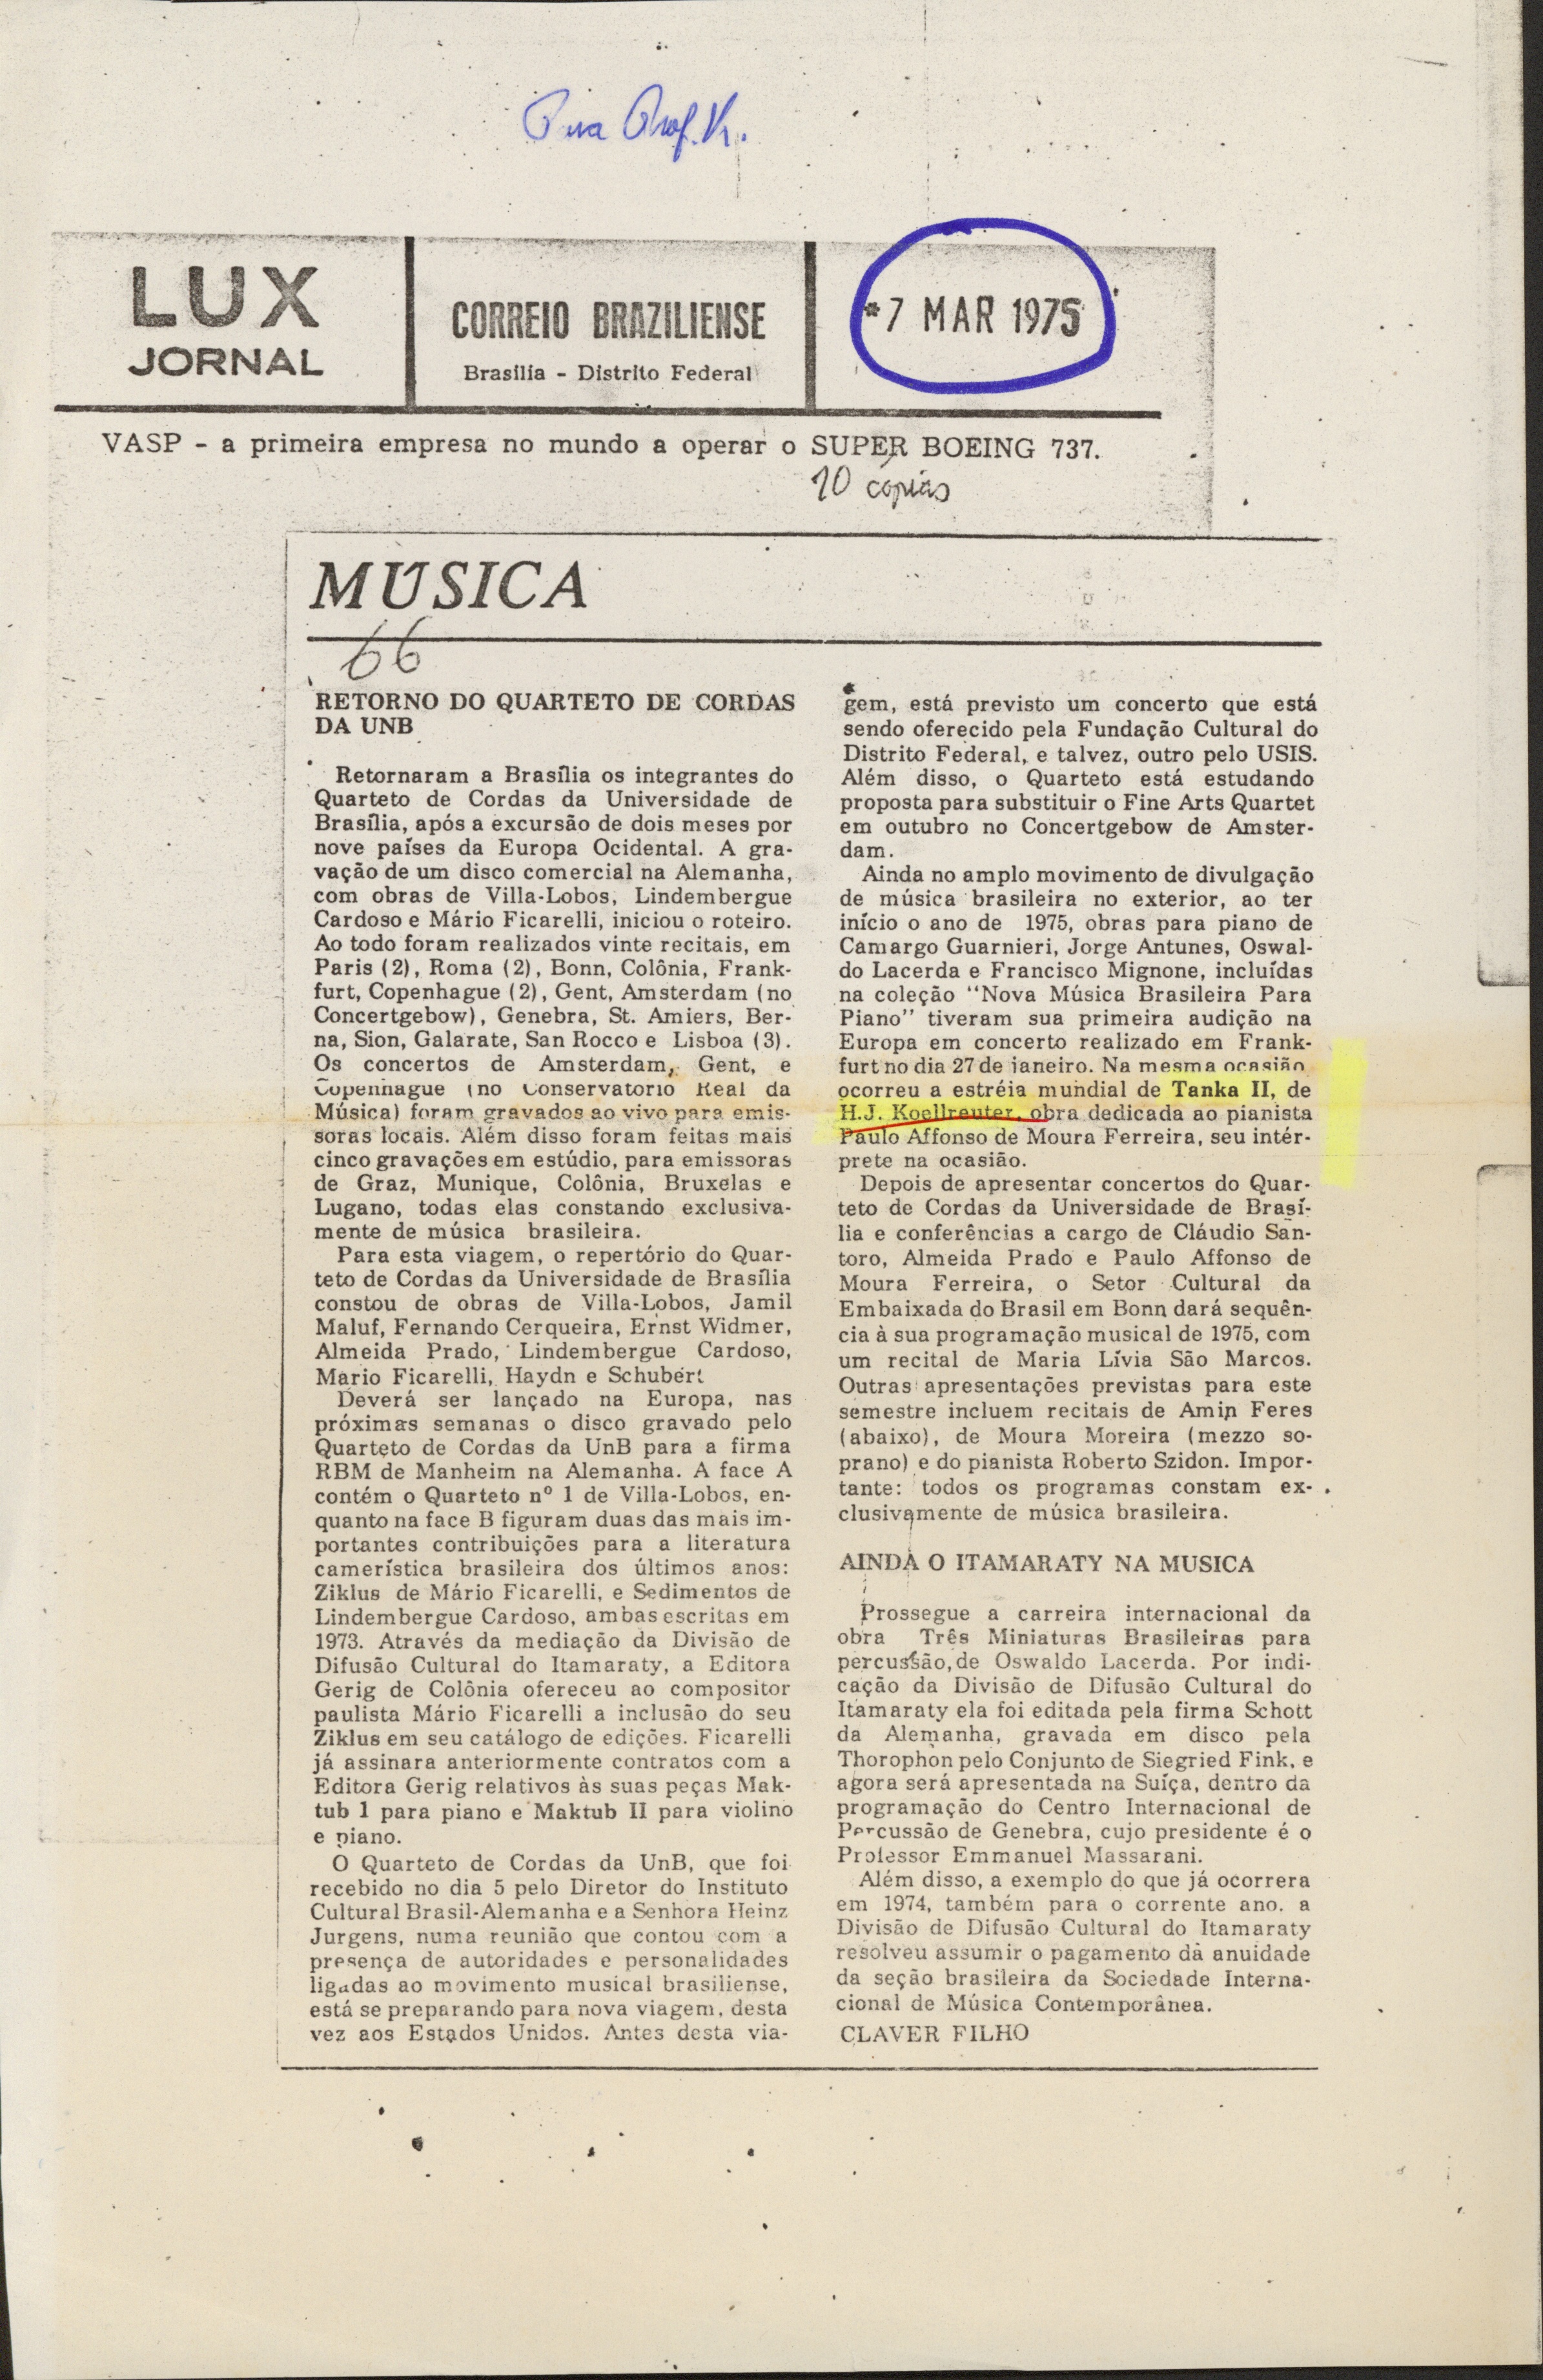 Para Prof. K.
LUX
JORNAL
CORREIO BRAZILIENSE
Brasilia - Distrito Federal
*7 MAR 1975
VASP - a primeira empresa no mundo a operar o SUPER BOEING 737.
10 cópias
MÚSICA
66
RETORNO DO QUARTETO DE CORDAS
DA UNB
Retornaram a Brasília os integrantes do
Quarteto de Cordas da Universidade de
Brasília, após a excursão de dois meses por
nove países da Europa Ocidental. A gra-
vação de um disco comercial na Alemanha,
com obras de Villa-Lobos, Lindembergue
Cardoso e Mário Ficarelli, iniciou o roteiro.
Ao todo foram realizados vinte recitais, em
Paris (2), Roma (2), Bonn, Colônia, Frank-
furt, Copenhague (2), Gent, Amsterdam (no
Concertgebow), Genebra, St. Amiers, Ber-
na, Sion, Galarate, San Rocco e Lisboa (3).
Os concertos de Amsterdam, Gent, e
Copenhague (no Conservatorio Real da
Música) foram gravados ao vivo para emis-
soras locais. Além disso foram feitas mais
cinco gravações em estúdio, para emissoras
de Graz, Munique, Colônia, Bruxelas e
Lugano, todas elas constando exclusiva-
mente de música brasileira.
Para esta viagem, o repertório do Quar-
teto de Cordas da Universidade de Brasília
constou de obras de Villa-Lobos, Jamil
Maluf, Fernando Cerqueira, Ernst Widmer,
Almeida Prado, Lindembergue Cardoso,
Mario Ficarelli, Haydn e Schubert
Deverá ser lançado na Europa, nas
próximas semanas o disco gravado pelo
Quarteto de Cordas da UnB para a firma
RBM de Manheim na Alemanha. A face A
contém o Quarteto nº 1 de Villa-Lobos, en-
quanto na face B figuram duas das mais im-
portantes contribuições para a literatura
camerística brasileira dos últimos anos:
Ziklus de Mário Ficarelli, e Sedimentos de
Lindembergue Cardoso, ambas escritas em
1973. Através da mediação da Divisão de
Difusão Cultural do Itamaraty, a Editora
Gerig de Colônia ofereceu ao compositor
paulista Mário Ficarelli a inclusão do seu
Ziklus em seu catálogo de edições. Ficarelli
já assinara anteriormente contratos com a
Editora Gerig relativos às suas peças Mak-
tub 1 para piano e Maktub II para violino
e piano.
O Quarteto de Cordas da UnB, que foi
recebido no dia 5 pelo Diretor do Instituto
Cultural Brasil-Alemanha e a Senhora Heinz
Jurgens, numa reunião que contou com a
presença de autoridades e personalidades
ligadas ao movimento musical brasiliense,
está se preparando para nova viagem, desta
vez aos Estados Unidos. Antes desta via-
gem, está previsto um concerto que está
sendo oferecido pela Fundação Cultural do
Distrito Federal, e talvez, outro pelo USIS.
Além disso, o Quarteto está estudando
proposta para substituir o Fine Arts Quartet
em outubro no Concertgebow de Amster-
dam.
Ainda no amplo movimento de divulgação
de música brasileira no exterior, ao ter
início o ano de 1975, obras para piano de
Camargo Guarnieri, Jorge Antunes, Oswal-
do Lacerda e Francisco Mignone, incluídas
na coleção "Nova Música Brasileira Para
Piano" tiveram sua primeira audição na
Europa em concerto realizado em Frank-
furt no dia 27 de janeiro. Na mesma ocasião
ocorreu a estréia mundial de Tanka II, de
H.J. Koellreuter, obra dedicada ao pianista
Paulo Affonso de Moura Ferreira, seu intér-
prete na ocasião.
Depois de apresentar concertos do Quar-
teto de Cordas da Universidade de Brasí-
lia e conferências a cargo de Cláudio San-
toro, Almeida Prado e Paulo Affonso de
Moura Ferreira, o Setor Cultural da
Embaixada do Brasil em Bonn dará sequên-
cia à sua programação musical de 1975, com
um recital de Maria Lívia São Marcos.
Outras apresentações previstas para este
semestre incluem recitais de Amin Feres
(abaixo), de Moura Moreira (mezzo so-
prano) e do pianista Roberto Szidon. Impor-
tante: todos os programas constam ex-
clusivamente de música brasileira.
AINDA O ITAMARATY NA MUSICA
Prossegue a carreira internacional da
obra Três Miniaturas Brasileiras para
percussão, de Oswaldo Lacerda. Por indi-
cação da Divisão de Difusão Cultural do
Itamaraty ela foi editada pela firma Schott
da Alemanha, gravada em disco pela
Thorophon pelo Conjunto de Siegried Fink, e
agora será apresentada na Suíça, dentro da
programação do Centro Internacional de
Percussão de Genebra, cujo presidente é o
Professor Emmanuel Massarani.
Além disso, a exemplo do que já ocorrera
em 1974, também para o corrente ano, a
Divisão de Difusão Cultural do Itamaraty
resolveu assumir o pagamento da anuidade
da seção brasileira da Sociedade Interna-
cional de Música Contemporânea.
CLAVER FILHO